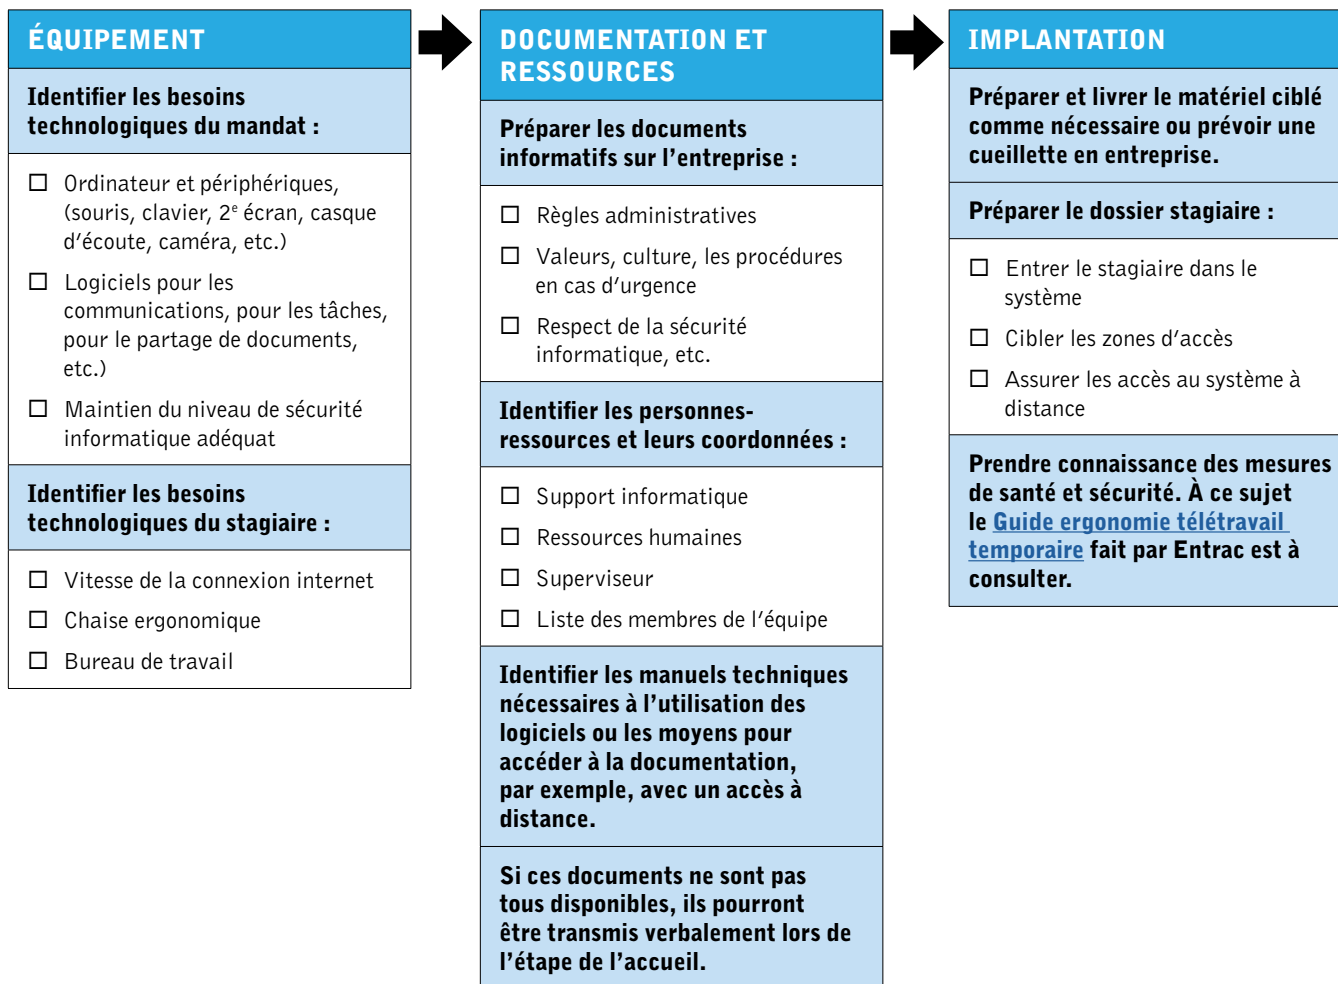 ÉQUIPEMENT
Identifier les besoins
technologiques du mandat :
Ordinateur et périphériques,
(souris, clavier, 2e écran, casque
d'écoute, caméra, etc.)
Logiciels pour les
communications, pour les tâches,
pour le partage de documents,
etc.)
Maintien du niveau de sécurité
informatique adéquat
Identifier les besoins
technologiques du stagiaire :
Vitesse de la connexion internet
Chaise ergonomique
Bureau de travail
DOCUMENTATION ET
RESSOURCES
Préparer les documents
informatifs sur l'entreprise :
Règles administratives
Valeurs, culture, les procédures
en cas d'urgence
Respect de la sécurité
informatique, etc.
Identifier les personnes-
ressources et leurs coordonnées :
Support informatique
Ressources humaines
Superviseur
Liste des membres de l'équipe
Identifier les manuels techniques
nécessaires à l'utilisation des
logiciels ou les moyens pour
accéder à la documentation,
par exemple, avec un accès à
distance.
Si ces documents ne sont pas
tous disponibles, ils pourront
être transmis verbalement lors de
l'étape de l'accueil.
IMPLANTATION
Préparer et livrer le matériel ciblé
comme nécessaire ou prévoir une
cueillette en entreprise.
Préparer le dossier stagiaire :
Entrer le stagiaire dans le
système
Cibler les zones d'accès
Assurer les accès au système à
distance
Prendre connaissance des mesures
de santé et sécurité. À ce sujet
le Guide ergonomie télétravail
temporaire fait par Entrac est à
consulter.